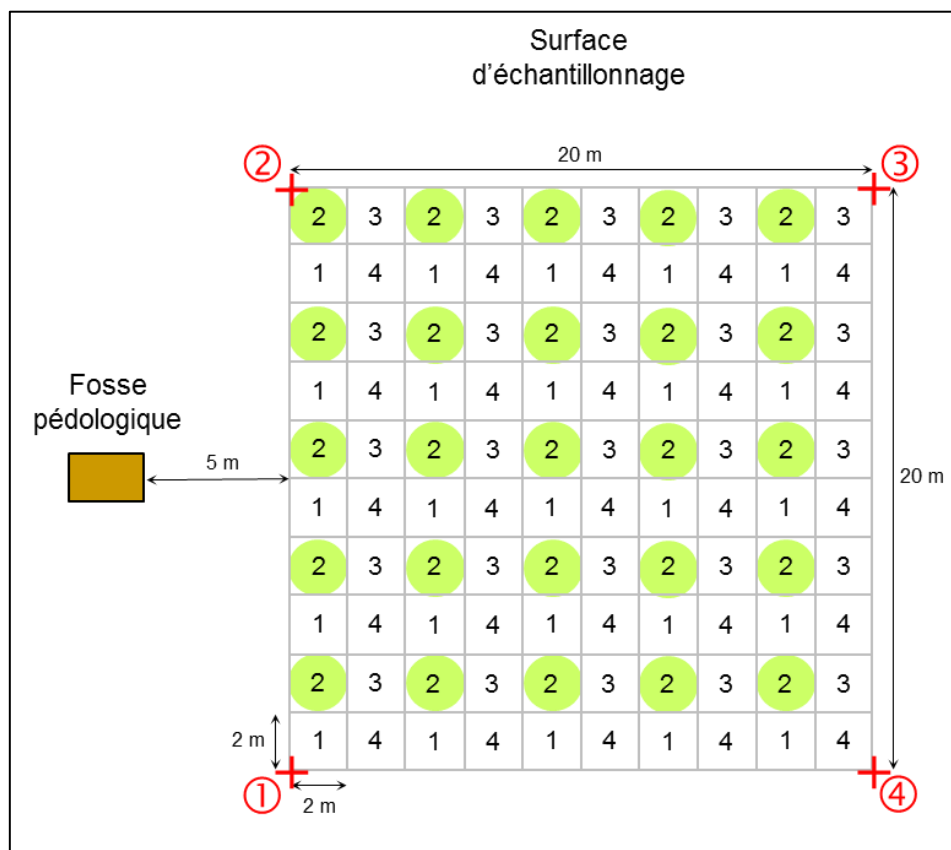 Surface
d'échantillonnage
② 20 m ③
2 3 2 3 2 3 2 3 2 3
1 4 1 4 1 4 1 4 1 4
2 3 2 3 2 3 2 3 2 3
Fosse
pédologique
1 4 1 4 1 4 1 4 1 4
2 3 2 3 2 3 2 3 2 3
5 m
20 m
1 4 1 4 1 4 1 4 1 4
2 3 2 3 2 3 2 3 2 3
1 4 1 4 1 4 1 4 1 4
2 3 2 3 2 3 2 3 2 3
2 m
1 4 1 4 1 4 1 4 1 4
① 2 m ④